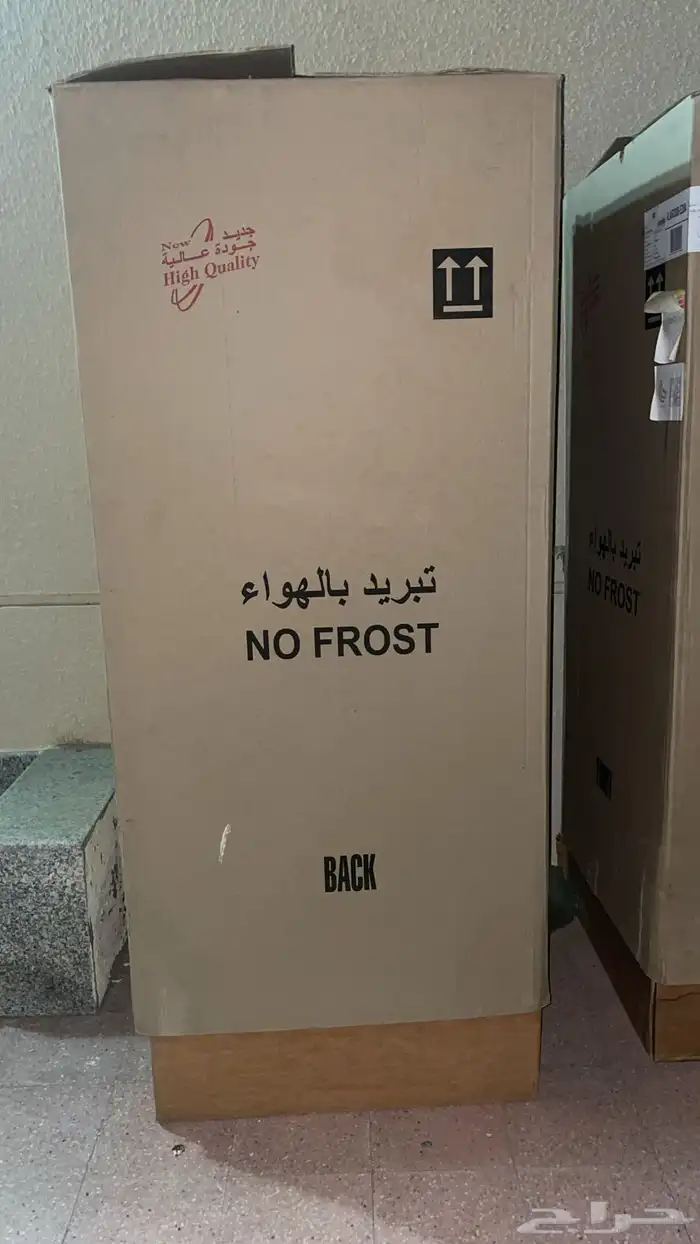 جديد
New
جودة عالية
High Quality
تبريد بالهواء
NO FROST
BACK
تبريد بالهواء
NO FROST
حراج